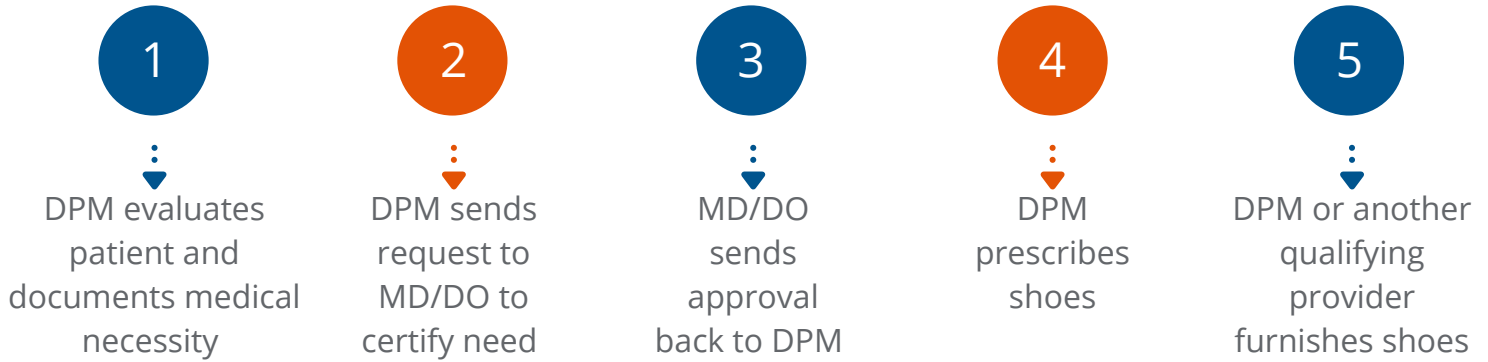 1
DPM evaluates
patient and
documents medical
necessity
2
DPM sends
request to
MD/DO to
certify need
3
MD/DO
sends
approval
back to DPM
4
DPM
prescribes
shoes
5
DPM or another
qualifying
provider
furnishes shoes